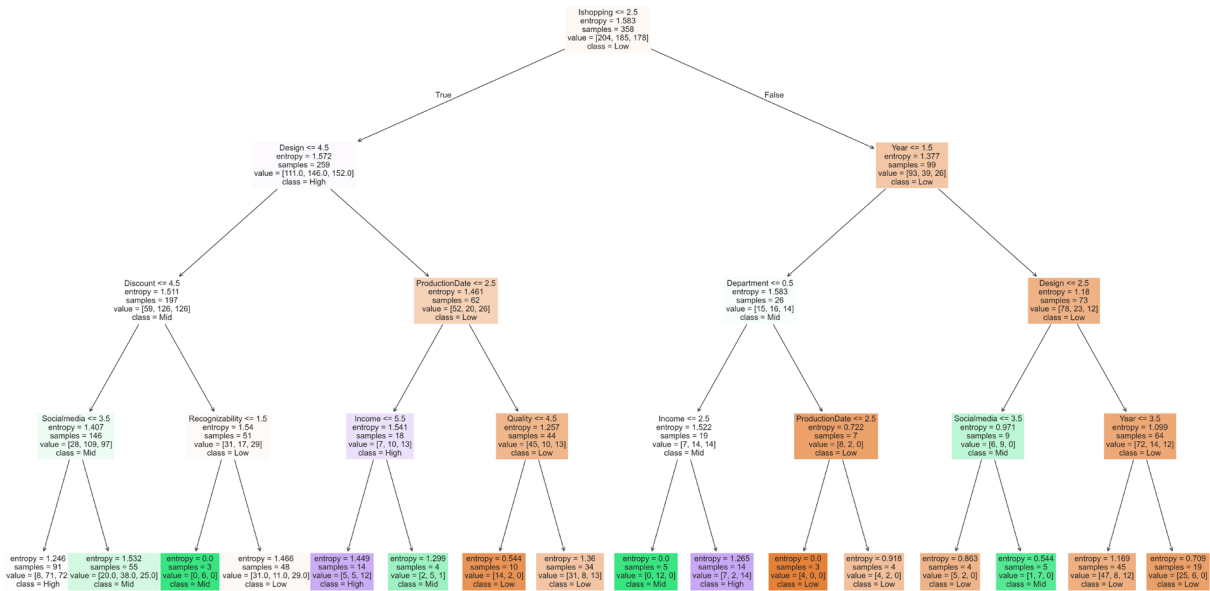 Ishopping <= 2.5
entropy = 1.583
samples = 358
value = [204, 185, 178]
class = Low
True
False
Design <= 4.5
entropy = 1.572
samples = 259
value = [111.0, 146.0, 152.0]
class = High
Year <= 1.5
entropy = 1.377
samples = 99
value = [93, 39, 26]
class = Low
Discount <= 4.5
entropy = 1.511
samples = 197
value = [59, 126, 126]
class = Mid
ProductionDate <= 2.5
entropy = 1.461
samples = 62
value = [52, 20, 26]
class = Low
Department <= 0.5
entropy = 1.583
samples = 26
value = [15, 16, 14]
class = Mid
Design <= 2.5
entropy = 1.18
samples = 73
value = [78, 23, 12]
class = Low
Socialmedia <= 3.5
entropy = 1.407
samples = 146
value = [28, 109, 97]
class = Mid
Recognizability <= 1.5
entropy = 1.54
samples = 51
value = [31, 17, 29]
class = Low
Income <= 5.5
entropy = 1.541
samples = 18
value = [7, 10, 13]
class = High
Quality <= 4.5
entropy = 1.257
samples = 44
value = [45, 10, 13]
class = Low
Income <= 2.5
entropy = 1.522
samples = 19
value = [7, 14, 14]
class = Mid
ProductionDate <= 2.5
entropy = 0.722
samples = 7
value = [8, 2, 0]
class = Low
Socialmedia <= 3.5
entropy = 0.971
samples = 9
value = [6, 9, 0]
class = Mid
Year <= 3.5
entropy = 1.099
samples = 64
value = [72, 14, 12]
class = Low
entropy = 1.246
samples = 91
value = [8, 71, 72
class = High
entropy = 1.532
samples = 55
value = [20.0, 38.0, 25.0]
class = Mid
entropy = 0.0
samples = 3
value = [0, 6, 0]
class = Mid
entropy = 1.466
samples = 48
value = [31.0, 11.0, 29.0]
class = Low
entropy = 1.449
samples = 14
value = [5, 5, 12]
class = High
entropy = 1.299
samples = 4
value = [2, 5, 1]
class = Mid
entropy = 0.544
samples = 10
value = [14, 2, 0]
class = Low
entropy = 1.36
samples = 34
value = [31, 8, 13]
class = Low
entropy = 0.0
samples = 5
value = [0, 12, 0]
class = Mid
entropy = 1.265
samples = 14
value = [7, 2, 14]
class = High
entropy = 0.0
samples = 3
value = [4, 0, 0]
class = Low
entropy = 0.918
samples = 4
value = [4, 2, 0]
class = Low
entropy = 0.863
samples = 4
value = [5, 2, 0]
class = Low
entropy = 0.544
samples = 5
value = [1, 7, 0]
class = Mid
entropy = 1.169
samples = 45
value = [47, 8, 12]
class = Low
entropy = 0.709
samples = 19
value = [25, 6, 0]
class = Low